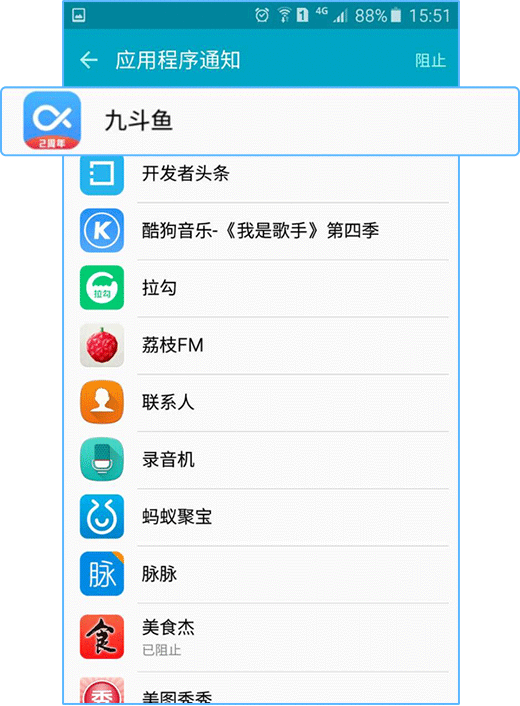 4G 88% 15:51
应用程序通知 阻止
2周年 九斗鱼
开发者头条
K 酷狗音乐-《我是歌手》第四季
拉勾 拉勾
荔枝FM
联系人
录音机
蚂蚁聚宝
脉 脉脉
食 美食杰
已阻止
秀 美图秀秀